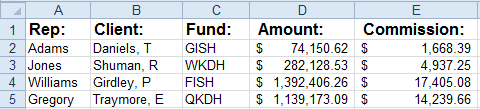 A B C D E
1 Rep: Client: Fund: Amount: Commission:
2 Adams Daniels, T GISH $ 74,150.62 $ 1,668.39
3 Jones Shuman, R WKDH $ 282,128.53 $ 4,937.25
4 Williams Girdley, P FISH $ 1,392,406.26 $ 17,405.08
5 Gregory Traymore, E QKDH $ 1,139,173.09 $ 14,239.66